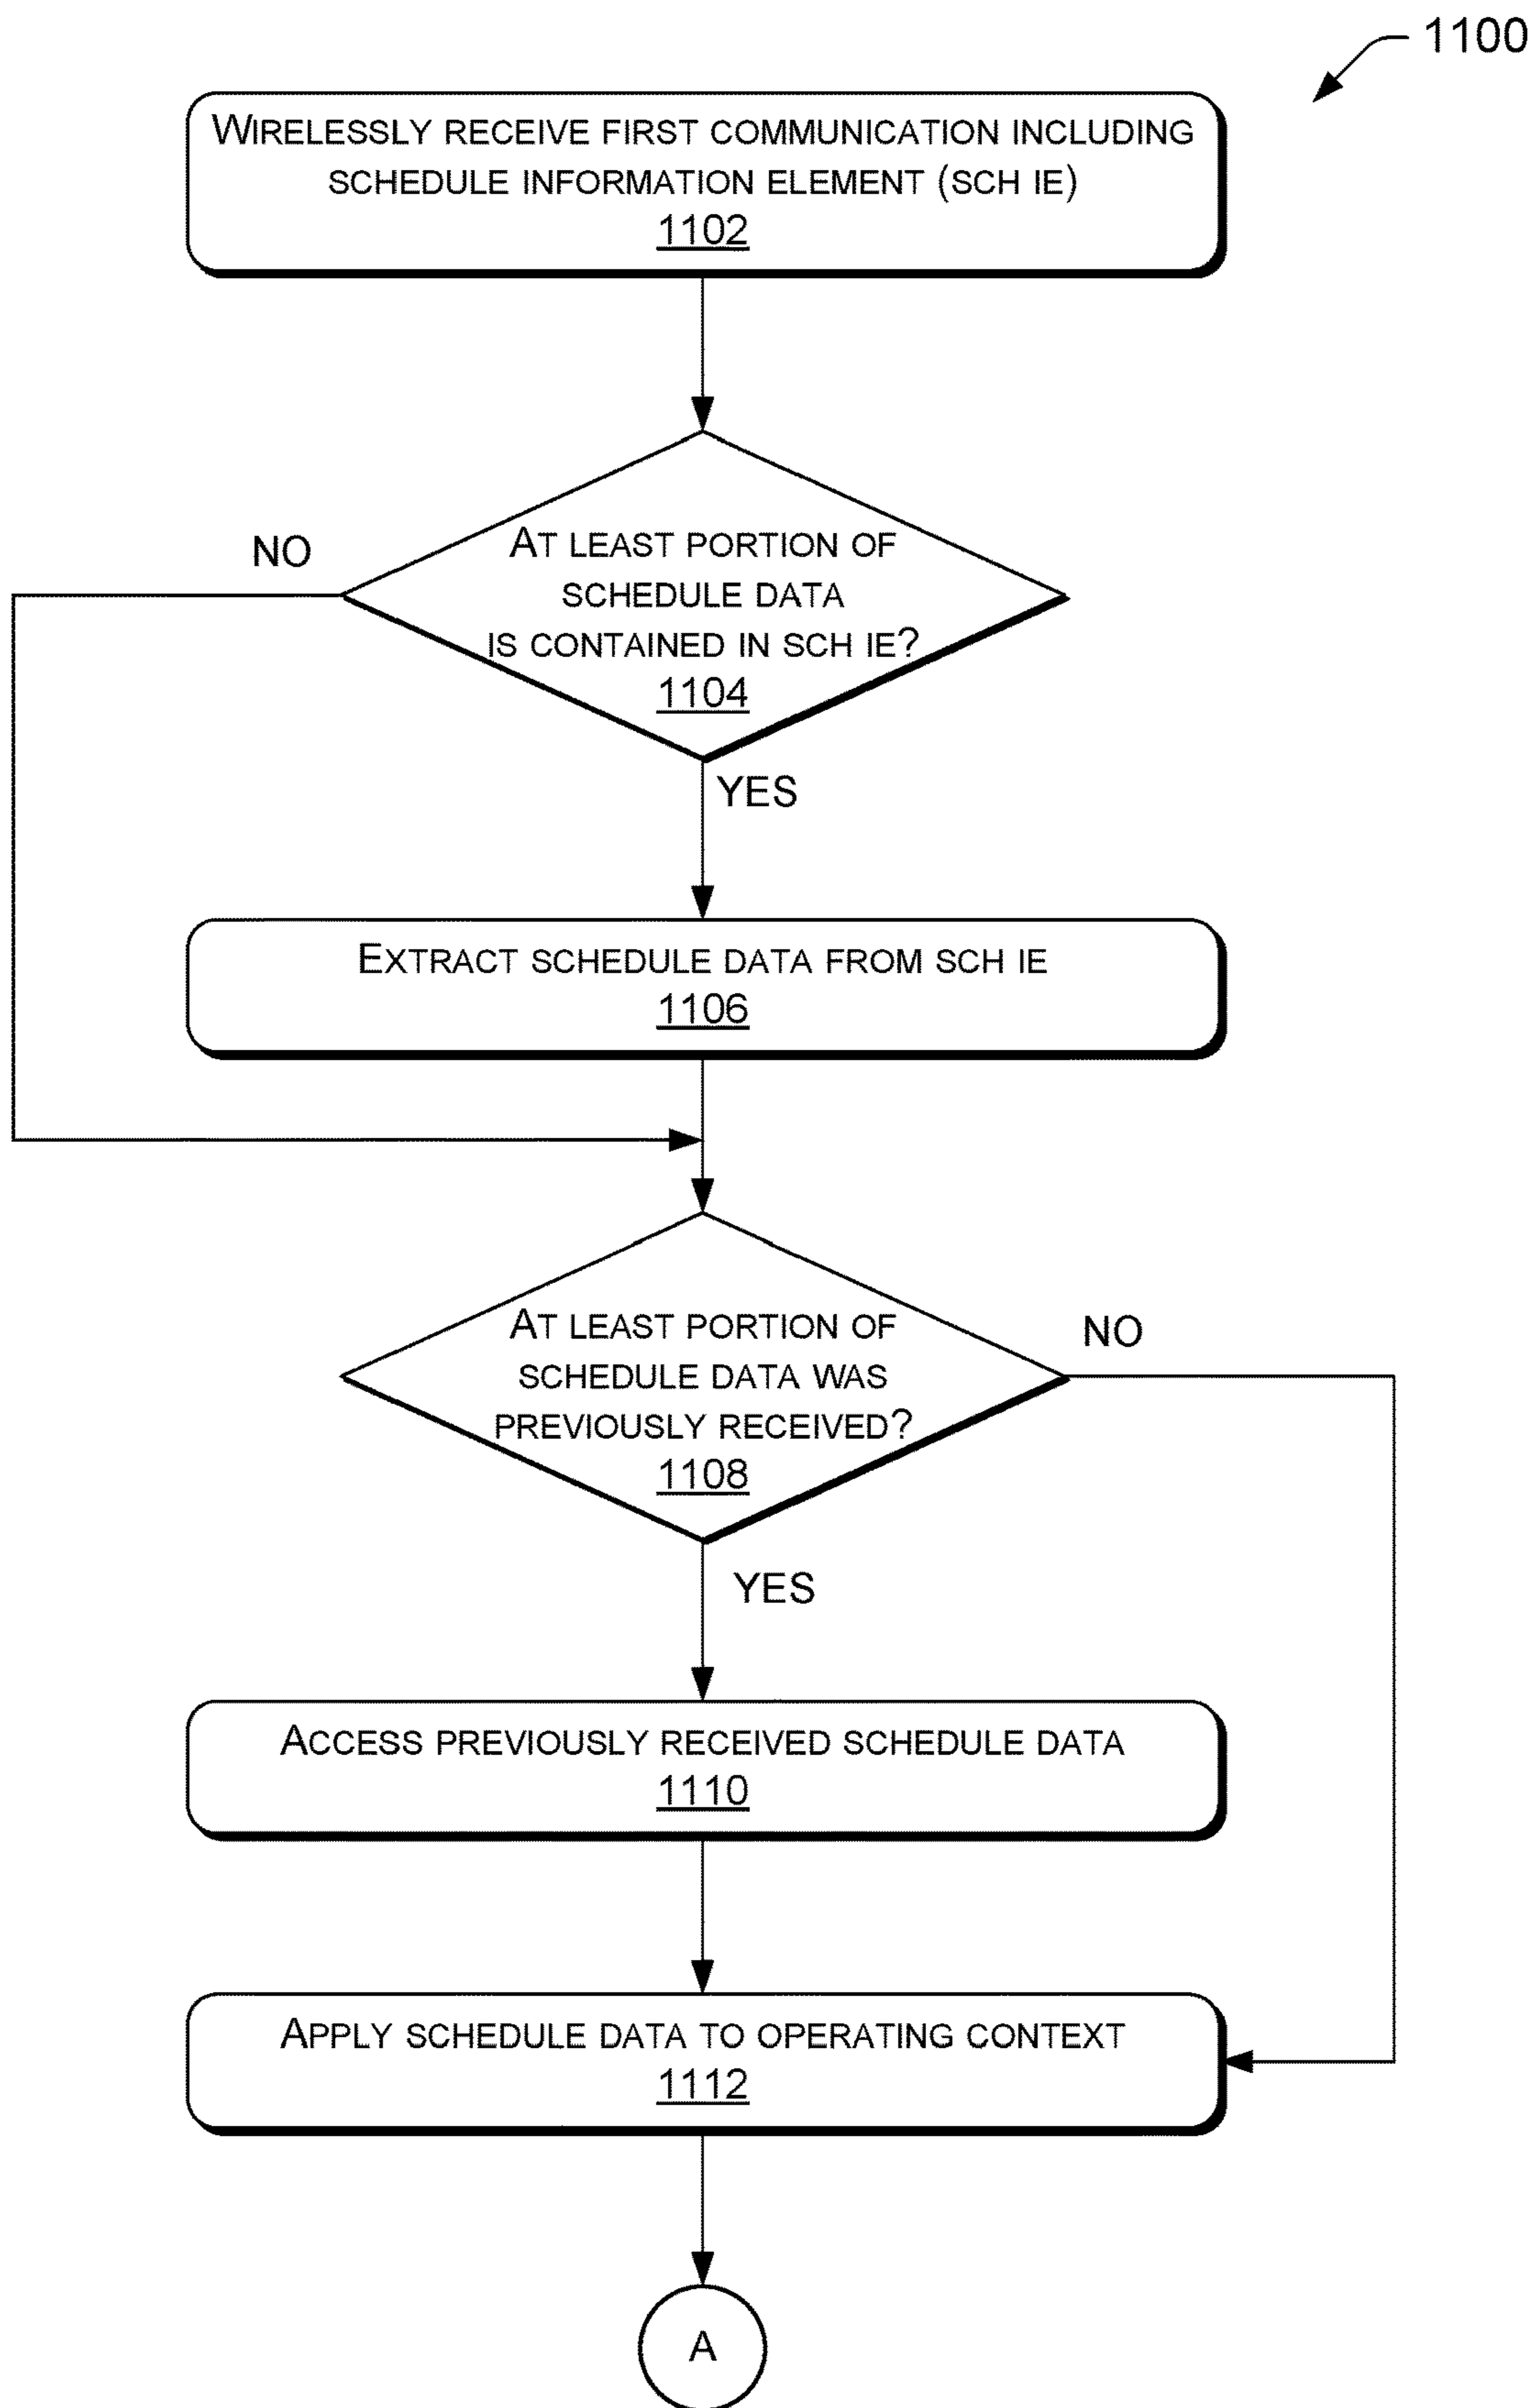 1100
WIRELESSLY RECEIVE FIRST COMMUNICATION INCLUDING
SCHEDULE INFORMATION ELEMENT (SCH IE)
1102
AT LEAST PORTION OF
SCHEDULE DATA
IS CONTAINED IN SCH IE?
1104
NO
YES
EXTRACT SCHEDULE DATA FROM SCH IE
1106
AT LEAST PORTION OF
SCHEDULE DATA WAS
PREVIOUSLY RECEIVED?
1108
NO
YES
ACCESS PREVIOUSLY RECEIVED SCHEDULE DATA
1110
APPLY SCHEDULE DATA TO OPERATING CONTEXT
1112
A